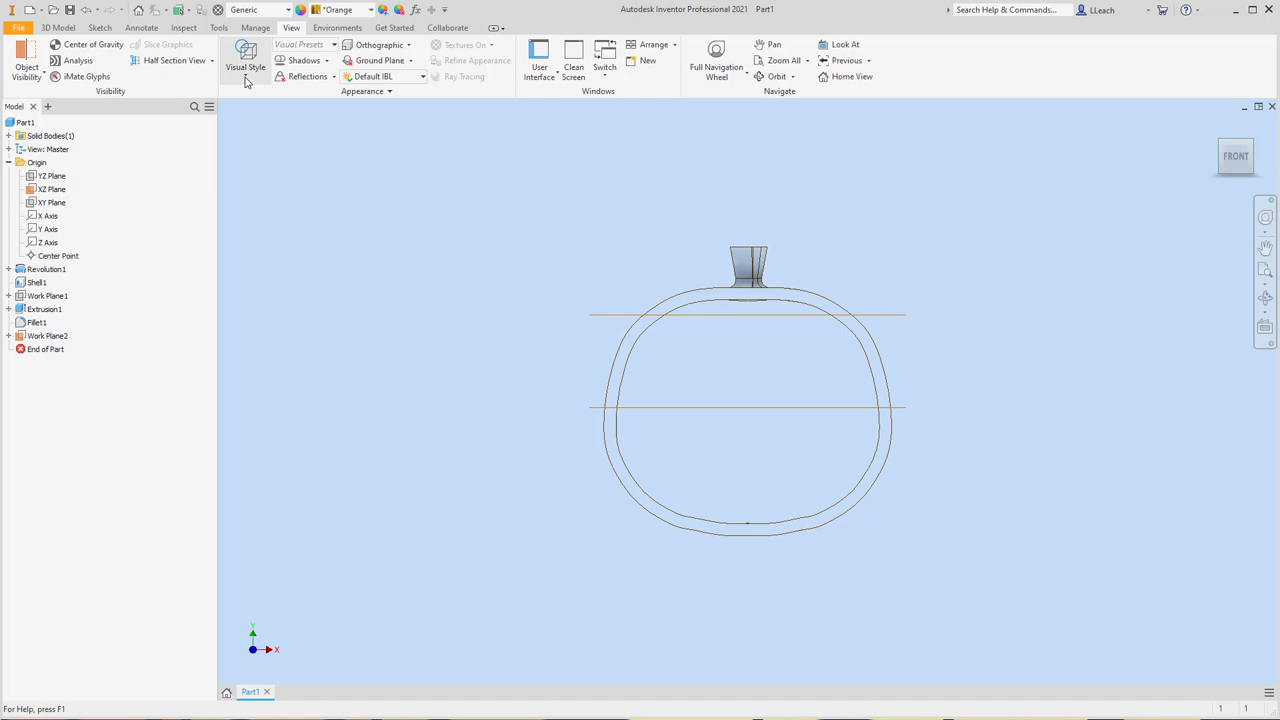 Generic
*Orange
Autodesk Inventor Professional 2021 Part1
Search Help & Commands...
LLeach
File
3D Model
Sketch
Annotate
Inspect
Tools
Manage
View
Environments
Get Started
Collaborate
Object
Visibility
Center of Gravity
Analysis
iMate Glyphs
Slice Graphics
Half Section View
Visibility
Visual Style
Visual Presets
Shadows
Reflections
Orthographic
Ground Plane
Default IBL
Textures On
Refine Appearance
Ray Tracing
Appearance
User
Interface
Clean
Screen
Switch
Arrange
New
Windows
Full Navigation
Wheel
Pan
Zoom All
Orbit
Look At
Previous
Home View
Navigate
Model
Part1
Solid Bodies(1)
View: Master
Origin
YZ Plane
XZ Plane
XY Plane
X Axis
Y Axis
Z Axis
Center Point
Revolution1
Shell1
Work Plane1
Extrusion1
Fillet1
Work Plane2
End of Part
FRONT
Y
X
Part1
For Help, press F1
1 1